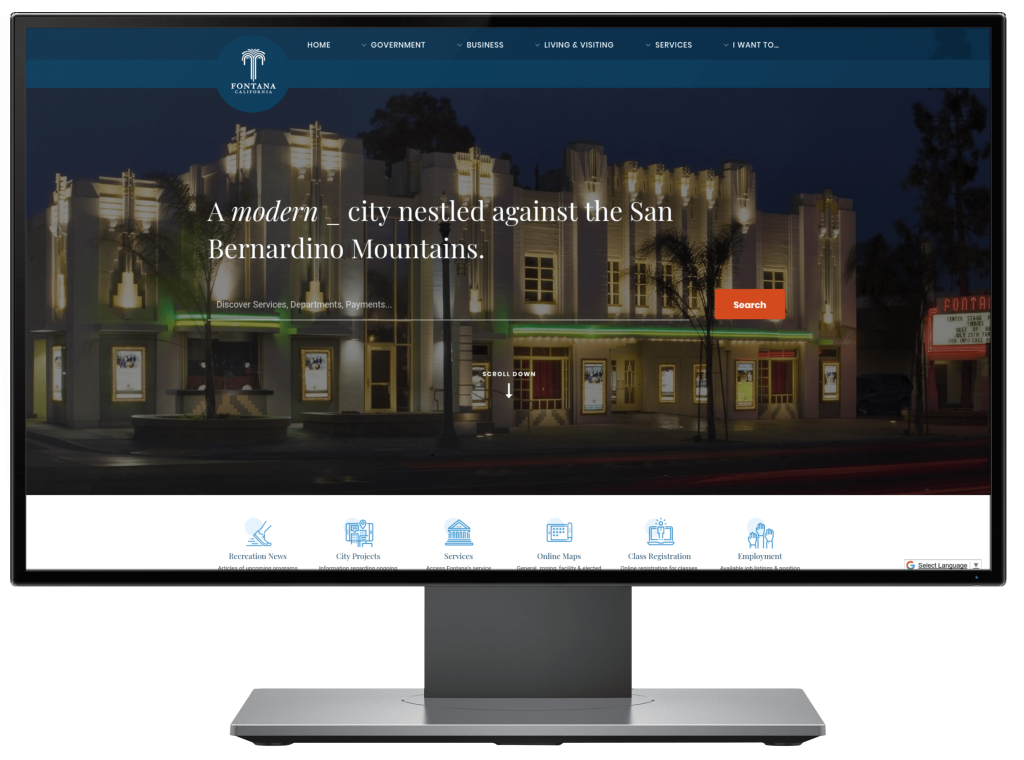 HOME
GOVERNMENT
BUSINESS
LIVING & VISITING
SERVICES
I WANT TO...
FONTANA
CALIFORNIA
A modern _ city nestled against the San
Bernardino Mountains.
Discover Services, Departments, Payments...
Search
SCROLL DOWN
Recreation News
City Projects
Services
Online Maps
Class Registration
Employment
Articles of upcoming programs
Information regarding ongoing
Access Fontana's service
General, zoning, facility & elected
Online registration for classes
Available job listings & position
G Select Language ▼